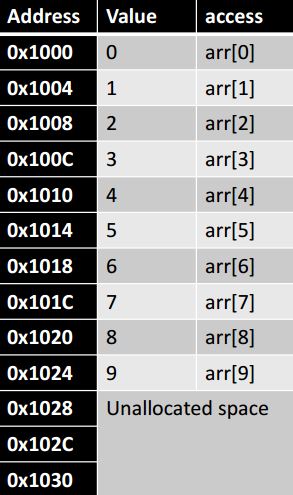 Address Value access
0x1000 0 arr[0]
0x1004 1 arr[1]
0x1008 2 arr[2]
0x100C 3 arr[3]
0x1010 4 arr[4]
0x1014 5 arr[5]
0x1018 6 arr[6]
0x101C 7 arr[7]
0x1020 8 arr[8]
0x1024 9 arr[9]
0x1028 Unallocated space
0x102C
0x1030